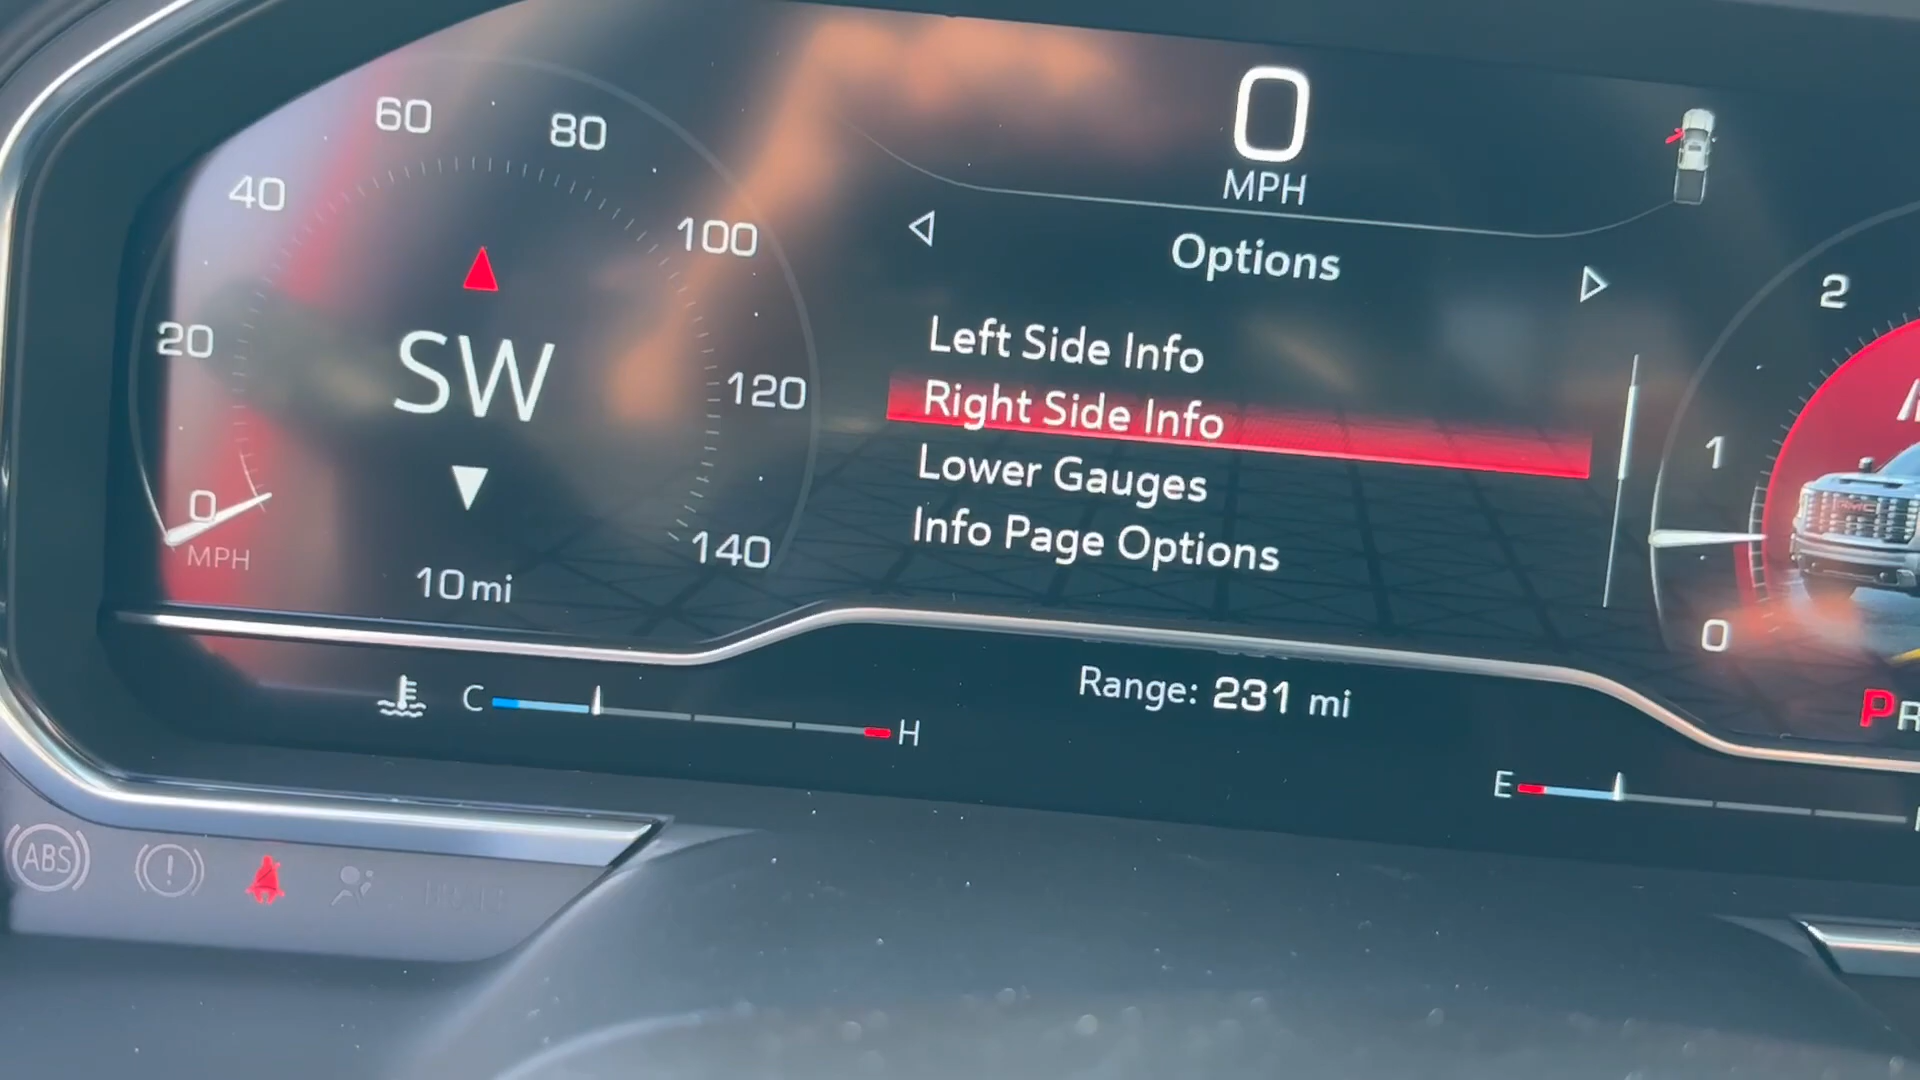 0
MPH
Options
Left Side Info
Right Side Info
Lower Gauges
Info Page Options
60
80
40
100
20
120
0
140
MPH
SW
10 mi
2
1
0
GMC
P
C
H
Range: 231 mi
E
ABS
!